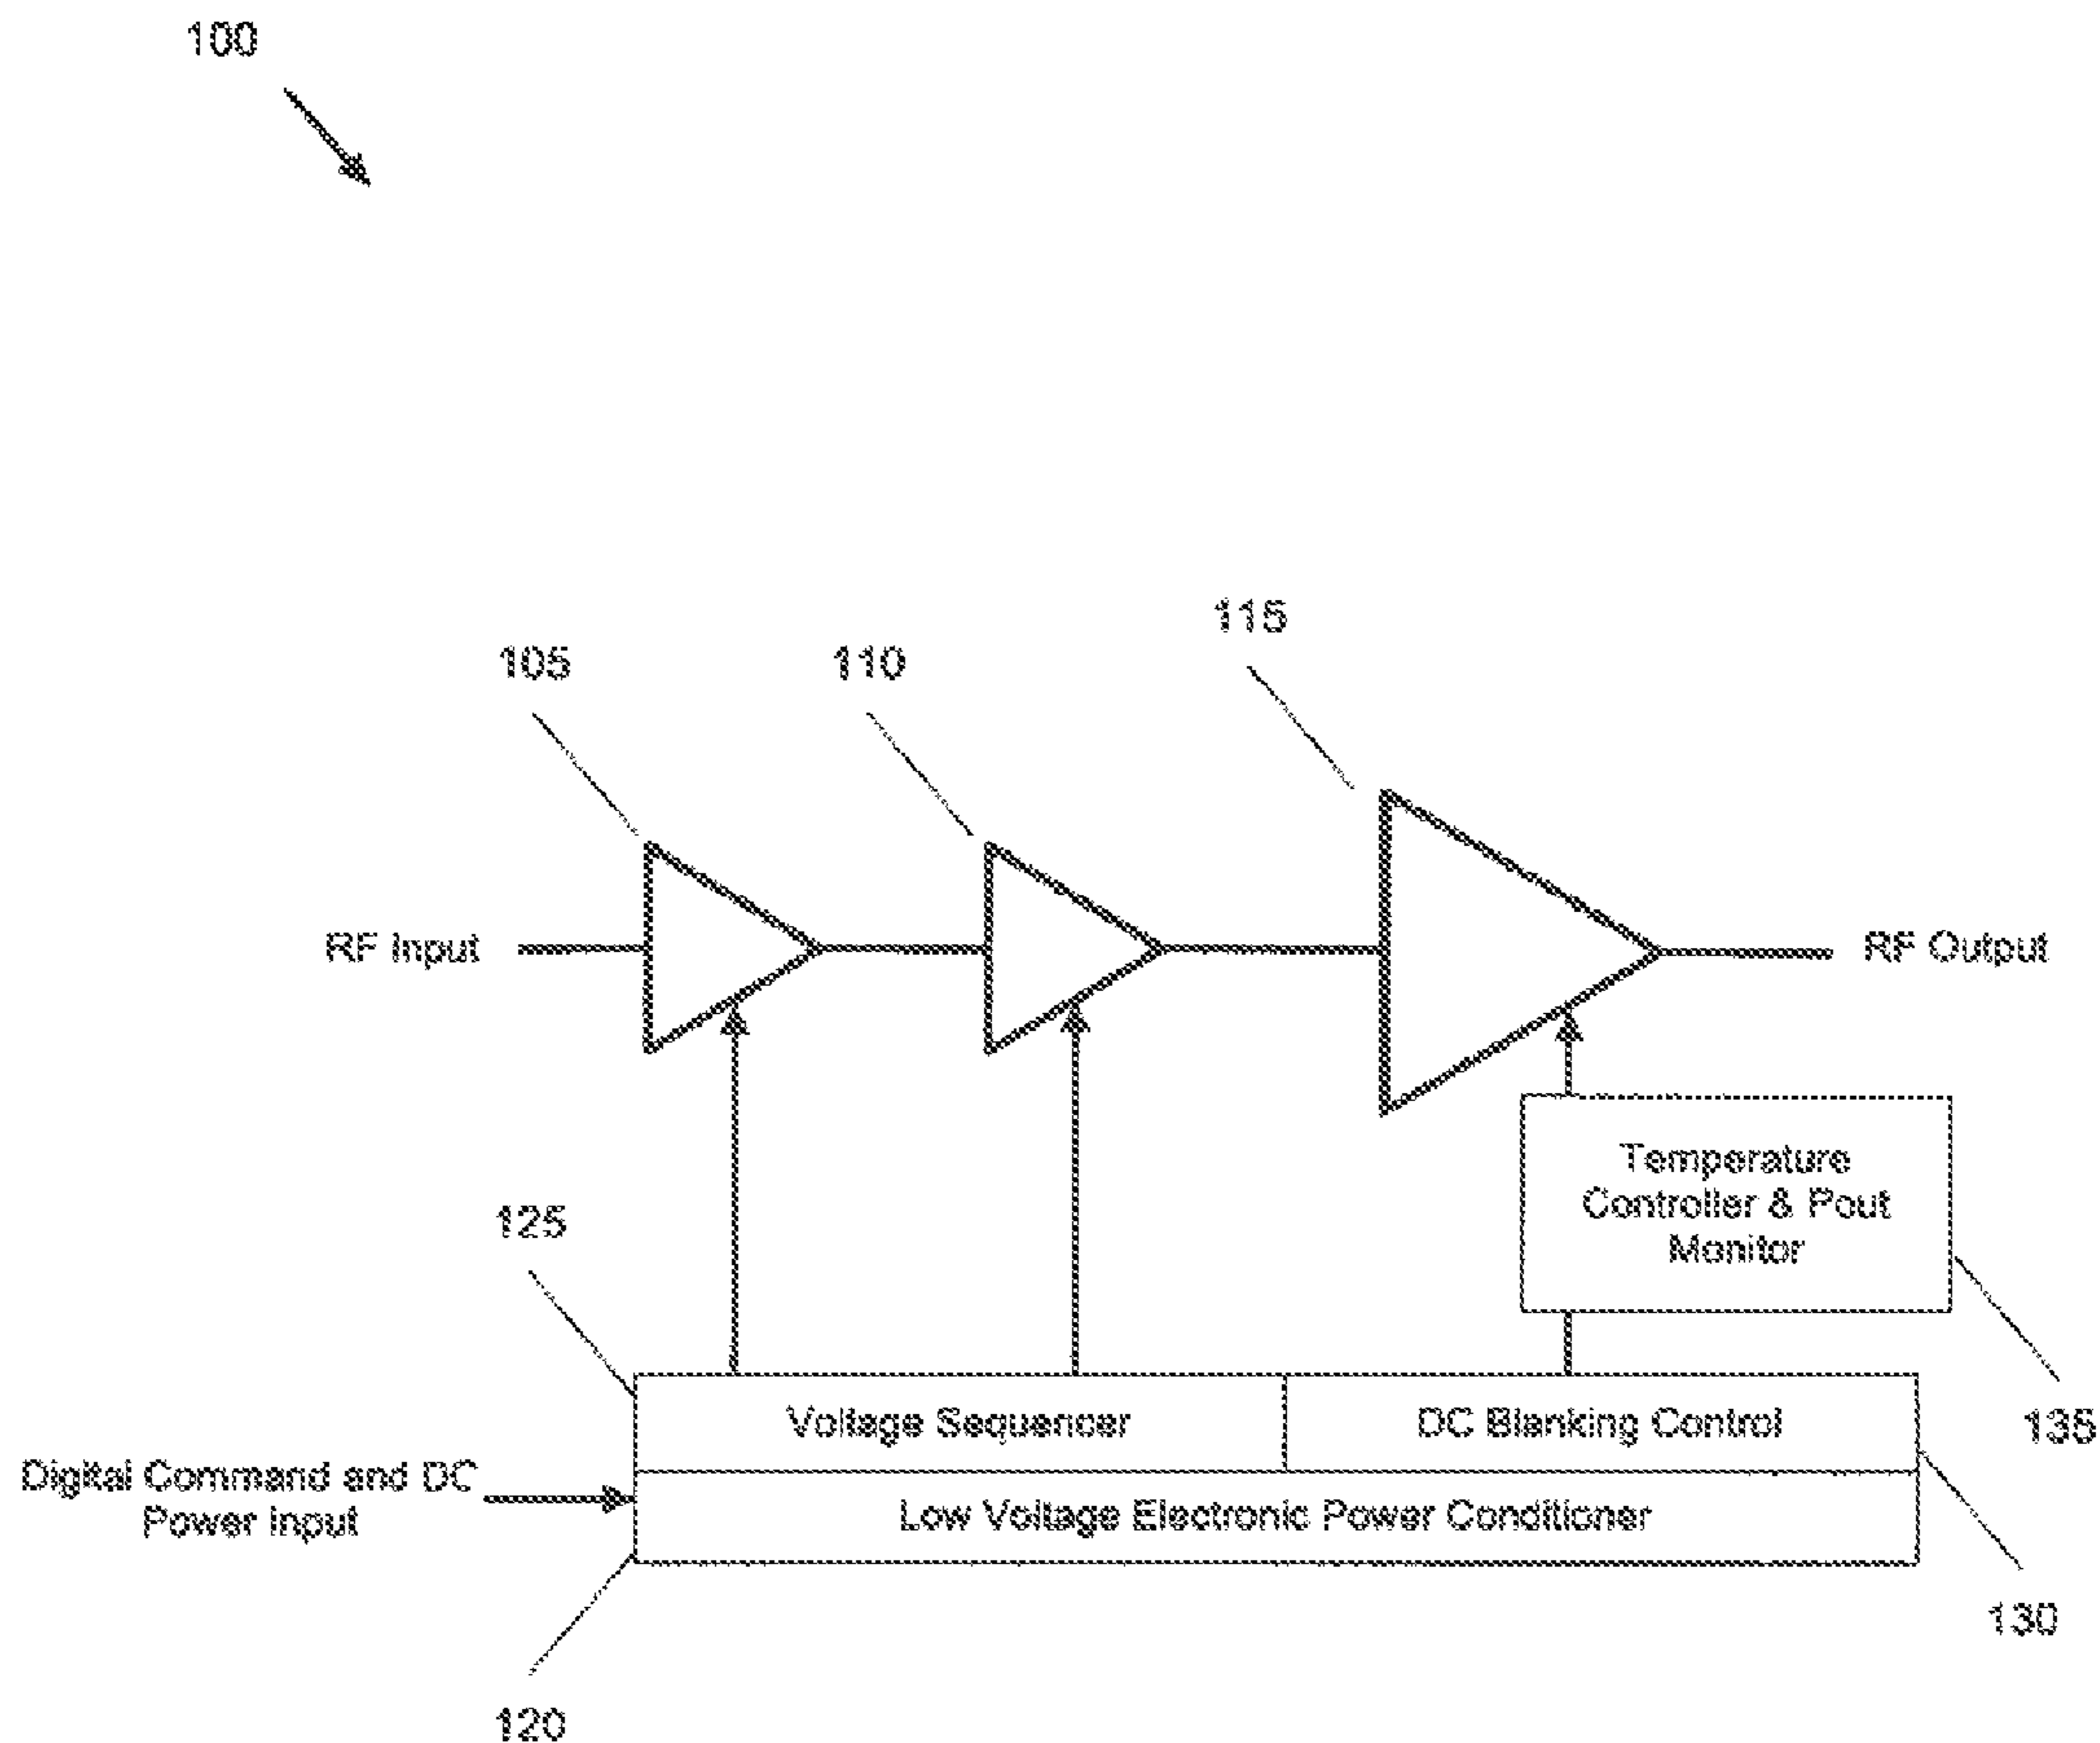 100
115
105
110
RF Input
RF Output
Temperature
Controller & Pout
Monitor
125
Voltage Sequencer
DC Blanking Control
135
Digital Command and DC
Power Input
Low Voltage Electronic Power Conditioner
130
120